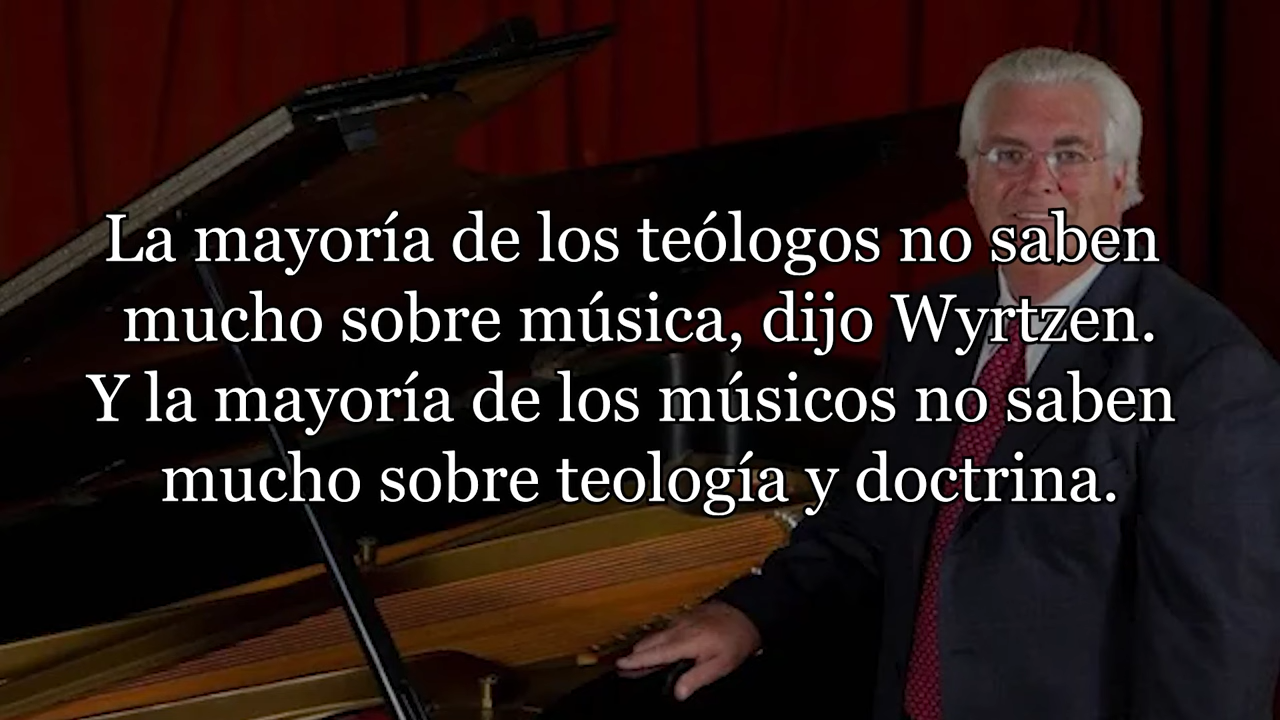 La mayoría de los teólogos no saben
mucho sobre música, dijo Wyrtzen.
Y la mayoría de los músicos no saben
mucho sobre teología y doctrina.